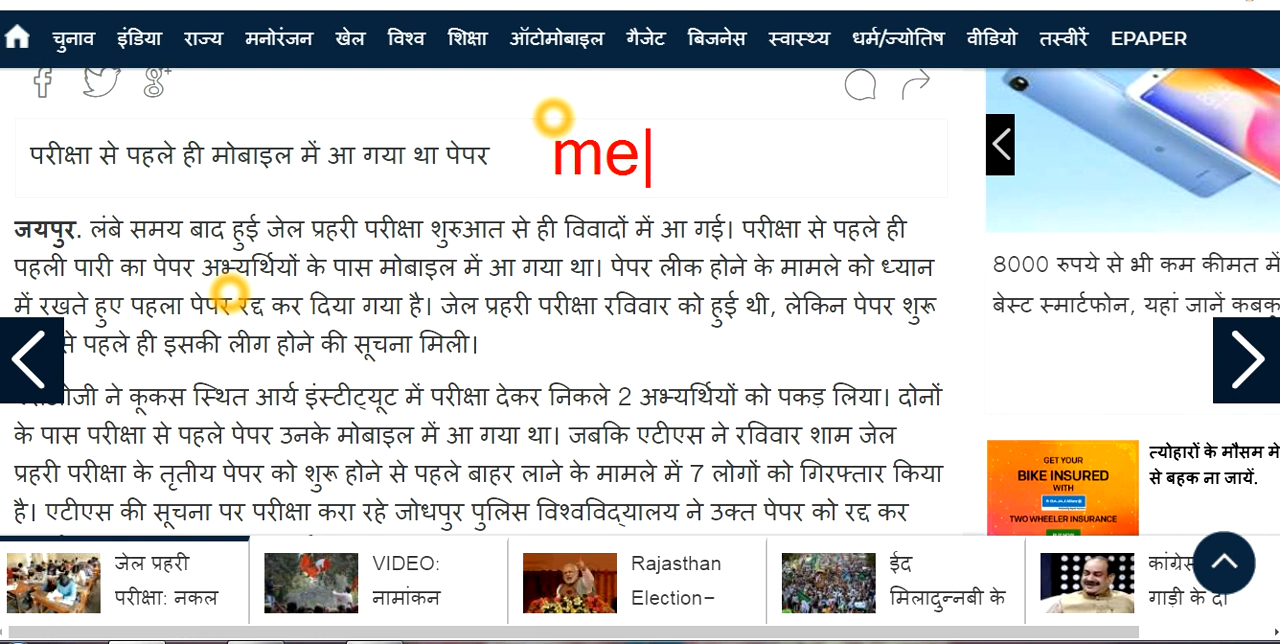 चुनाव इंडिया राज्य मनोरंजन खेल विश्व शिक्षा ऑटोमोबाइल गैजेट बिजनेस स्वास्थ्य धर्म/ज्योतिष वीडियो तस्वीरें EPAPER
परीक्षा से पहले ही मोबाइल में आ गया था पेपर
me
जयपुर. लंबे समय बाद हुई जेल प्रहरी परीक्षा शुरुआत से ही विवादों में आ गई। परीक्षा से पहले ही
पहली पारी का पेपर अभ्यर्थियों के पास मोबाइल में आ गया था। पेपर लीक होने के मामले को ध्यान
में रखते हुए पहला पेपर रद्द कर दिया गया है। जेल प्रहरी परीक्षा रविवार को हुई थी, लेकिन पेपर शुरू
से पहले ही इसकी लीग होने की सूचना मिली।
ने कूकस स्थित आर्य इंस्टीट्यूट में परीक्षा देकर निकले 2 अभ्यर्थियों को पकड़ लिया। दोनों
के पास परीक्षा से पहले पेपर उनके मोबाइल में आ गया था। जबकि एटीएस ने रविवार शाम जेल
प्रहरी परीक्षा के तृतीय पेपर को शुरू होने से पहले बाहर लाने के मामले में 7 लोगों को गिरफ्तार किया
है। एटीएस की सूचना पर परीक्षा करा रहे जोधपुर पुलिस विश्वविद्यालय ने उक्त पेपर को रद्द कर
8000 रुपये से भी कम कीमत में
बेस्ट स्मार्टफोन, यहां जानें
GET YOUR
BIKE INSURED
WITH
TWO WHEELER INSURANCE
त्योहारों के मौसम में
से बहक ना जायें.
जेल प्रहरी
परीक्षा: नकल
VIDEO:
नामांकन
Rajasthan
Election-
ईद
मिलादुन्नबी के
कांग्रेस
गाड़ी के दो